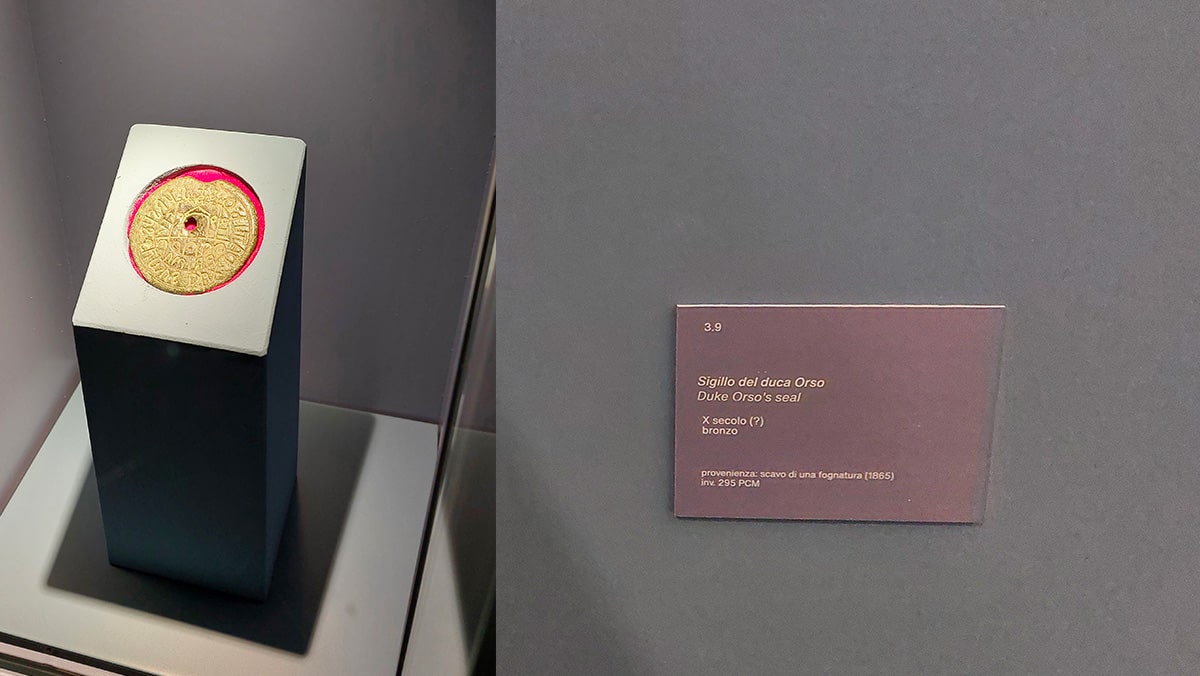 3.9
Sigillo del duca Orso
Duke Orso's seal
X secolo (?)
bronzo
provenienza: scavo di una fognatura (1865)
inv. 295 PCM